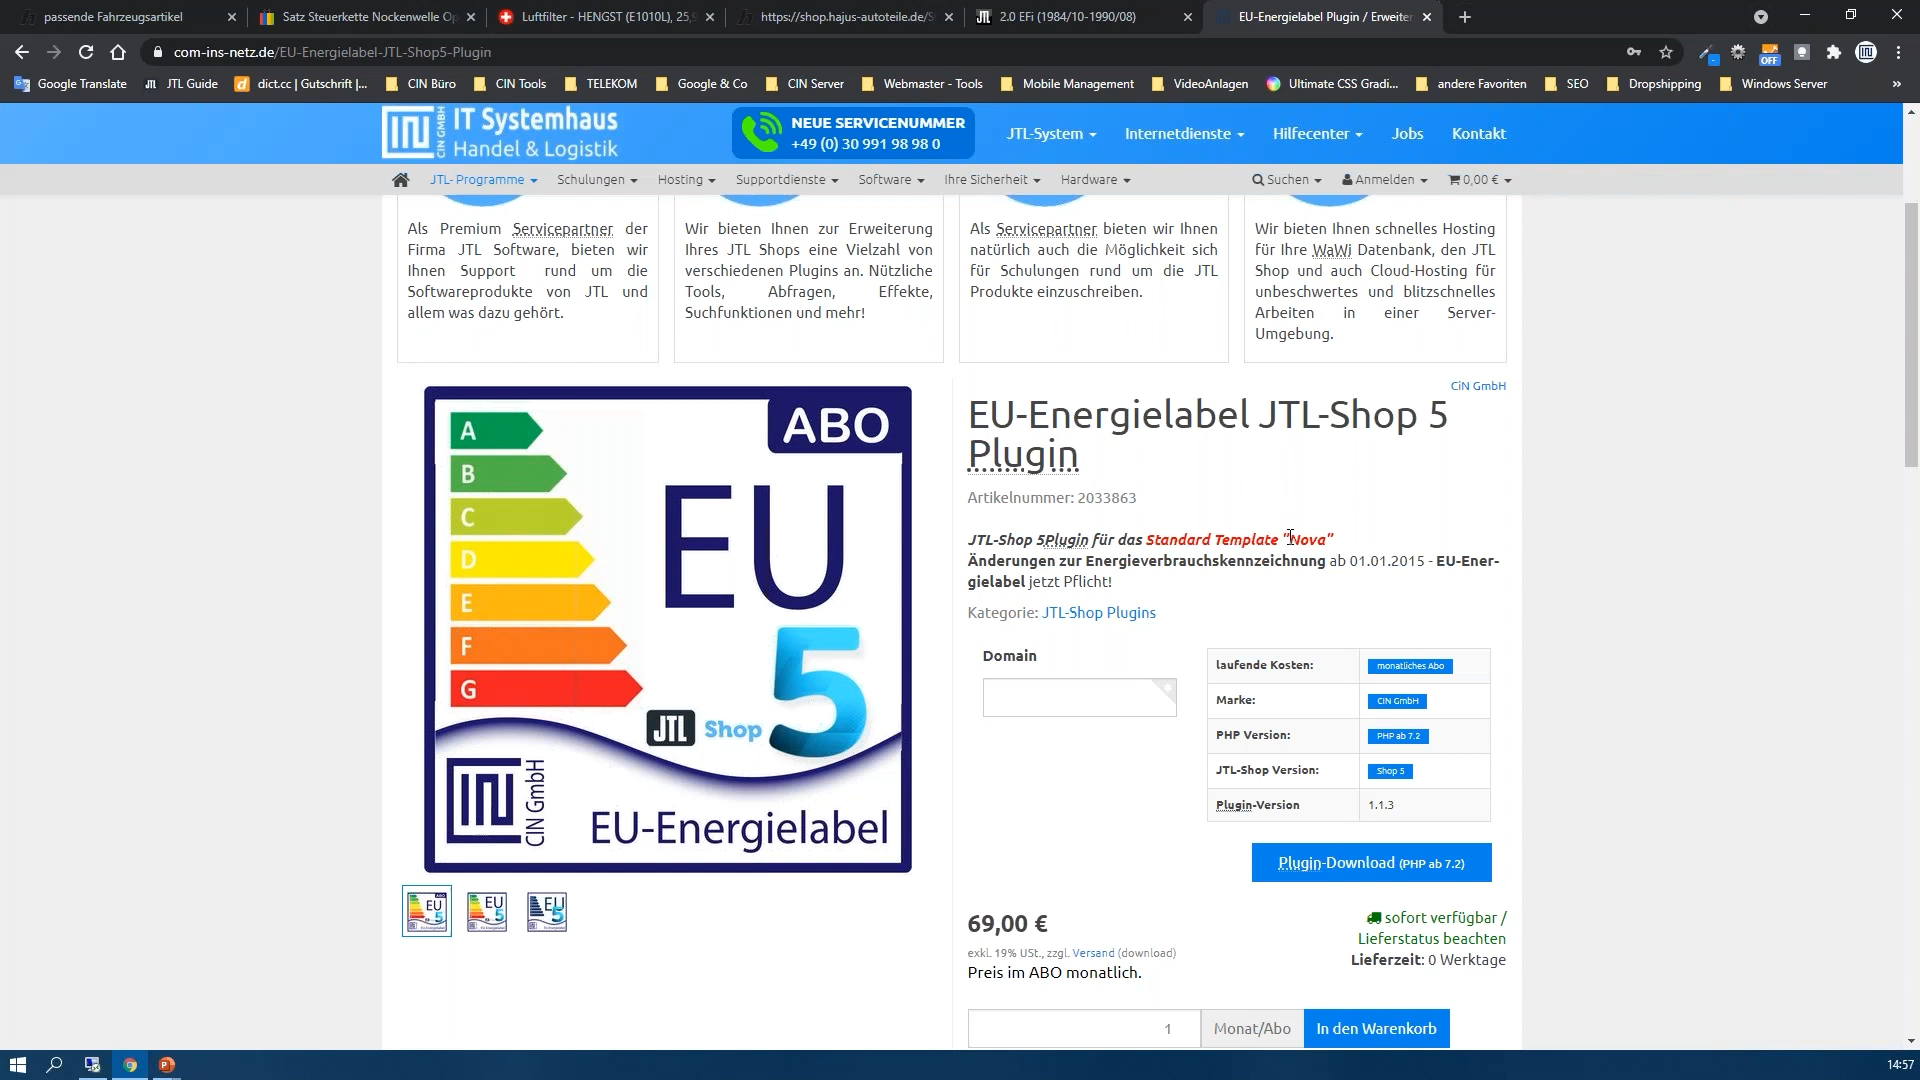 passende Fahrzeugsartikel
Satz Steuerkette Nockenwelle Op
Luftfilter - HENGST (E1010L), 25,9
https://shop.hajus-autoteile.de/S
2.0 EFi (1984/10-1990/08)
EU-Energielabel Plugin / Erweiter
com-ins-netz.de/EU-Energielabel-JTL-Shop5-Plugin
OFF
Google Translate
JTL Guide
dict.cc | Gutschrift |...
CIN Büro
CIN Tools
TELEKOM
Google & Co
CIN Server
Webmaster - Tools
Mobile Management
VideoAnlagen
Ultimate CSS Gradi...
andere Favoriten
SEO
Dropshipping
Windows Server
»
CIN GMBH
IT Systemhaus
Handel & Logistik
NEUE SERVICENUMMER
+49 (0) 30 991 98 98 0
JTL-System
Internetdienste
Hilfecenter
Jobs
Kontakt
JTL- Programme
Schulungen
Hosting
Supportdienste
Software
Ihre Sicherheit
Hardware
Suchen
Anmelden
0,00 €
Als Premium Servicepartner der
Firma JTL Software, bieten wir
Ihnen Support rund um die
Softwareprodukte von JTL und
allem was dazu gehört.
Wir bieten Ihnen zur Erweiterung
Ihres JTL Shops eine Vielzahl von
verschiedenen Plugins an. Nützliche
Tools, Abfragen, Effekte,
Suchfunktionen und mehr!
Als Servicepartner bieten wir Ihnen
natürlich auch die Möglichkeit sich
für Schulungen rund um die JTL
Produkte einzuschreiben.
Wir bieten Ihnen schnelles Hosting
für Ihre WaWi Datenbank, den JTL
Shop und auch Cloud-Hosting für
unbeschwertes und blitzschnelles
Arbeiten in einer Server-
Umgebung.
ABO
A
B
C
D
E
F
G
EU
JTL Shop 5
CIN GmbH
EU-Energielabel
CiN GmbH
EU-Energielabel JTL-Shop 5
Plugin
Artikelnummer: 2033863
JTL-Shop 5Plugin für das Standard Template "Nova"
Änderungen zur Energieverbrauchskennzeichnung ab 01.01.2015 - EU-Ener-
gielabel jetzt Pflicht!
Kategorie: JTL-Shop Plugins
Domain
laufende Kosten: monatliches Abo
Marke: CIN GmbH
PHP Version: PHP ab 7.2
JTL-Shop Version: Shop 5
Plugin-Version 1.1.3
Plugin-Download (PHP ab 7.2)
69,00 €
exkl. 19% USt., zzgl. Versand (download)
Preis im ABO monatlich.
sofort verfügbar /
Lieferstatus beachten
Lieferzeit: 0 Werktage
1
Monat/Abo
In den Warenkorb
14:57